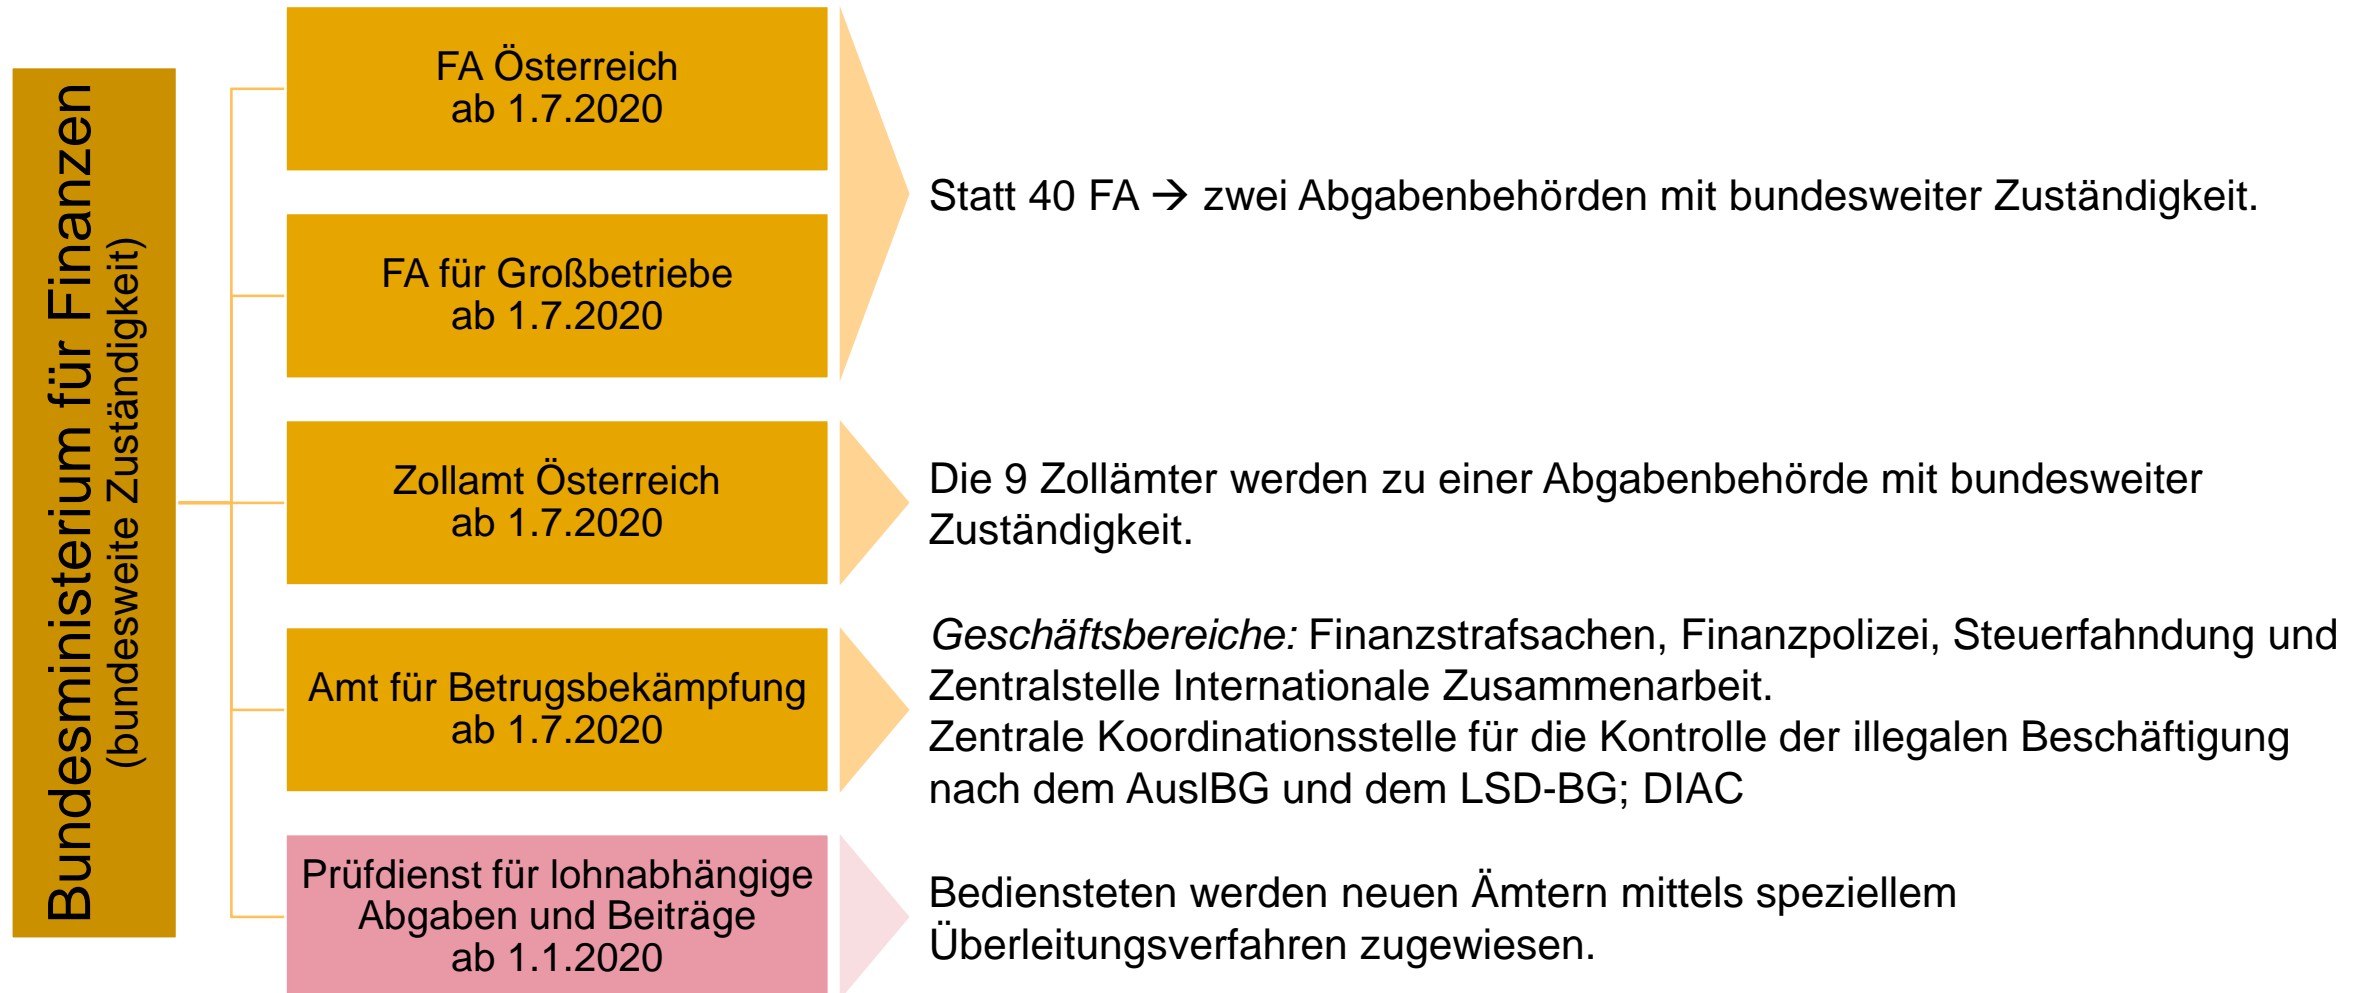 Bundesministerium für Finanzen
(bundesweite Zuständigkeit)
FA Österreich
ab 1.7.2020
FA für Großbetriebe
ab 1.7.2020
Statt 40 FA → zwei Abgabenbehörden mit bundesweiter Zuständigkeit.
Zollamt Österreich
ab 1.7.2020
Die 9 Zollämter werden zu einer Abgabenbehörde mit bundesweiter
Zuständigkeit.
Amt für Betrugsbekämpfung
ab 1.7.2020
Geschäftsbereiche: Finanzstrafsachen, Finanzpolizei, Steuerfahndung und
Zentralstelle Internationale Zusammenarbeit.
Zentrale Koordinationsstelle für die Kontrolle der illegalen Beschäftigung
nach dem AuslBG und dem LSD-BG; DIAC
Prüfdienst für lohnabhängige
Abgaben und Beiträge
ab 1.1.2020
Bediensteten werden neuen Ämtern mittels speziellem
Überleitungsverfahren zugewiesen.